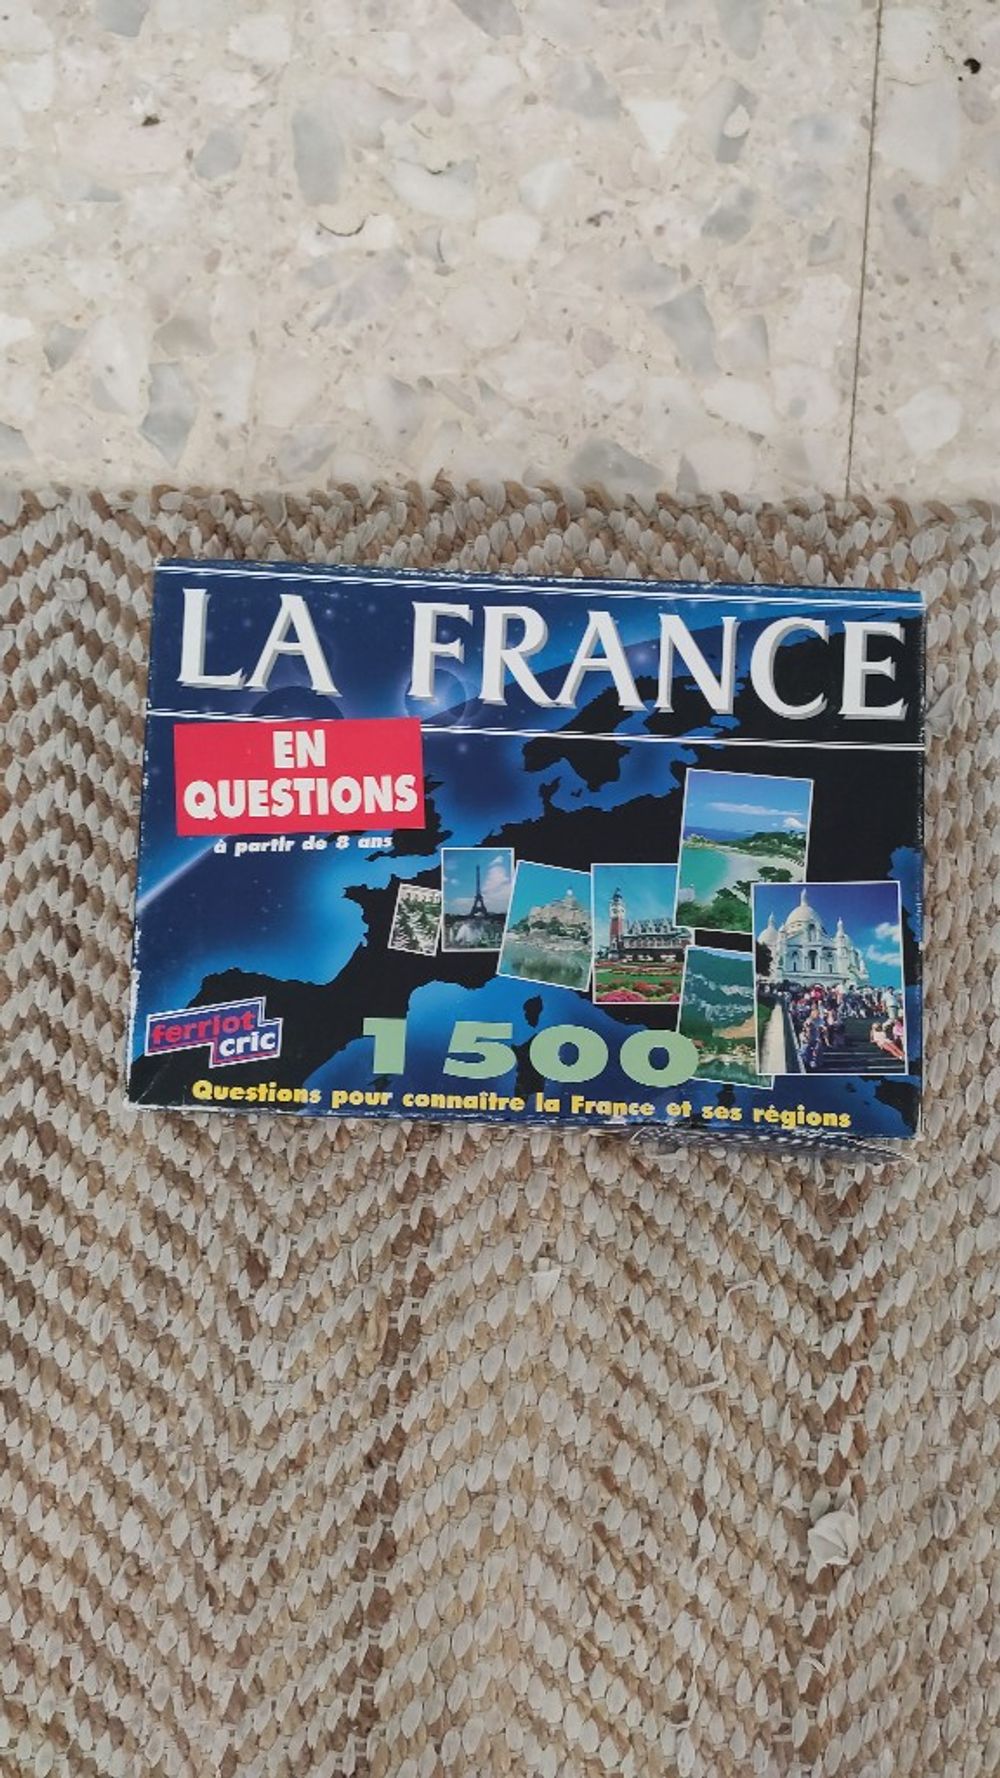 LA FRANCE
EN
QUESTIONS
à partir de 8 ans
ferriot
cric
1500
Questions pour connaître la France et ses régions